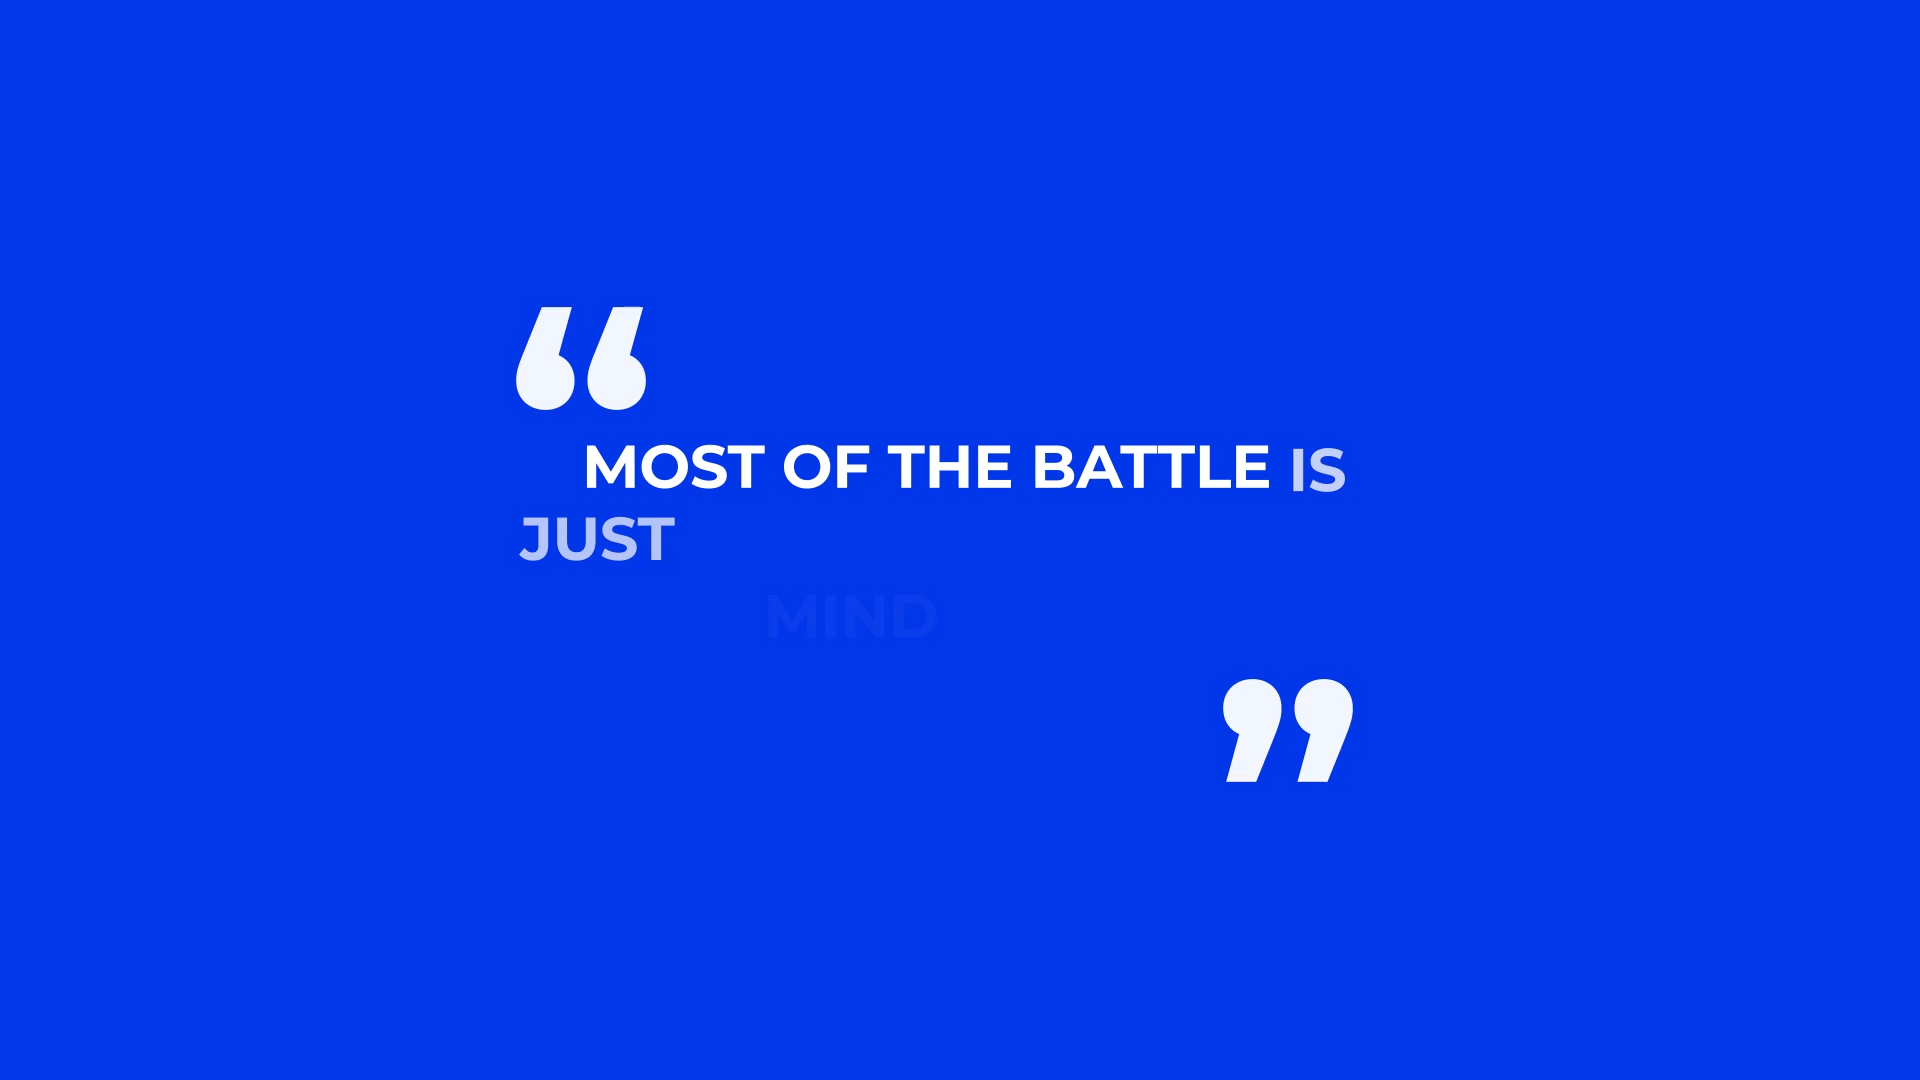 “
MOST OF THE BATTLE IS
JUST
MIND
”